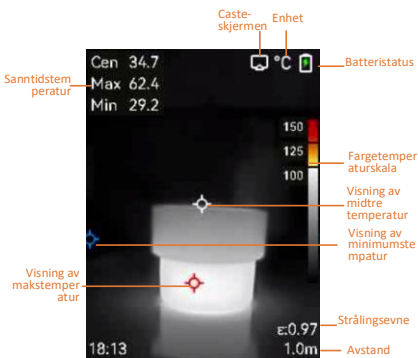 Caste-
skjermen
Enhet
Batteristatus
Cen 34.7
°C
Sanntidstem
peratur
Max 62.4
Min 29.2
150
125
100
Fargetemper
aturskala
Visning av
midtre
temperatur
Visning av
minimumste
mpatur
Visning av
makstemper
atur
ε:0.97
Strålingsevne
18:13
1.0m
Avstand